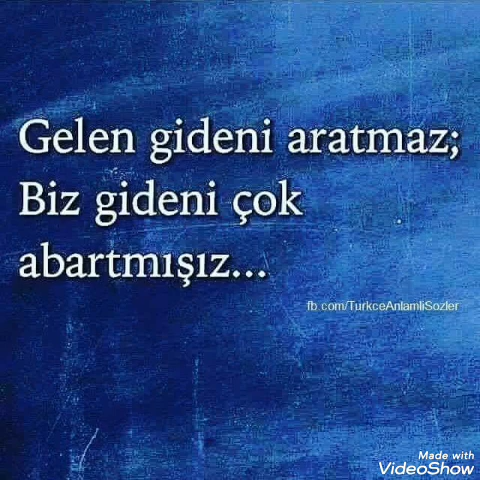 Gelen gideni aratmaz;
Biz gideni çok
abartmışız...
fb.com/TurkceAnlamliSozler
Made with
VideoShow